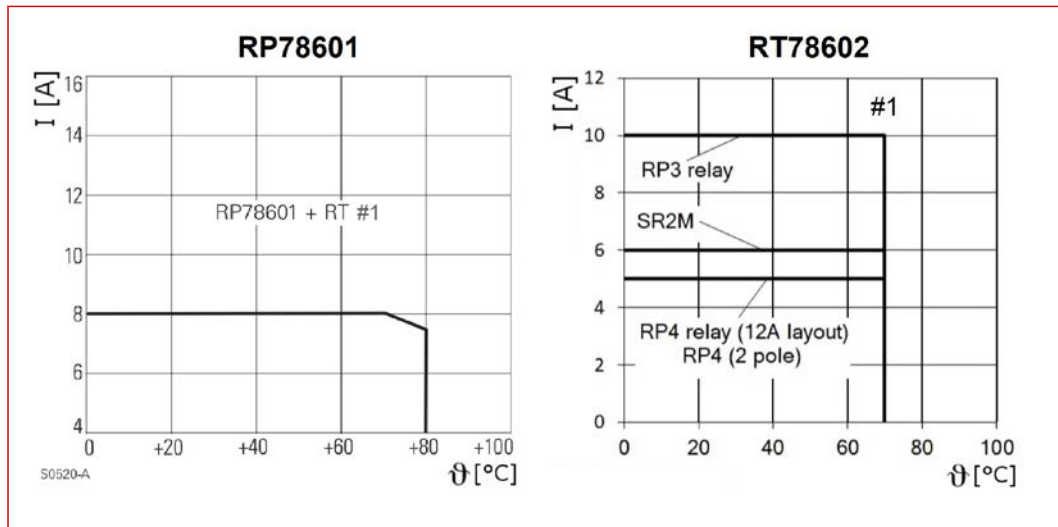 RP78601
I [A]
16
14
12
10
8
6
4
RP78601 + RT #1
0 +20 +40 +60 +80 +100
S0520-A
ϑ [°C]
RT78602
I [A]
12
10
8
6
4
2
0
#1
RP3 relay
SR2M
RP4 relay (12A layout)
RP4 (2 pole)
0 20 40 60 80 100
ϑ [°C]